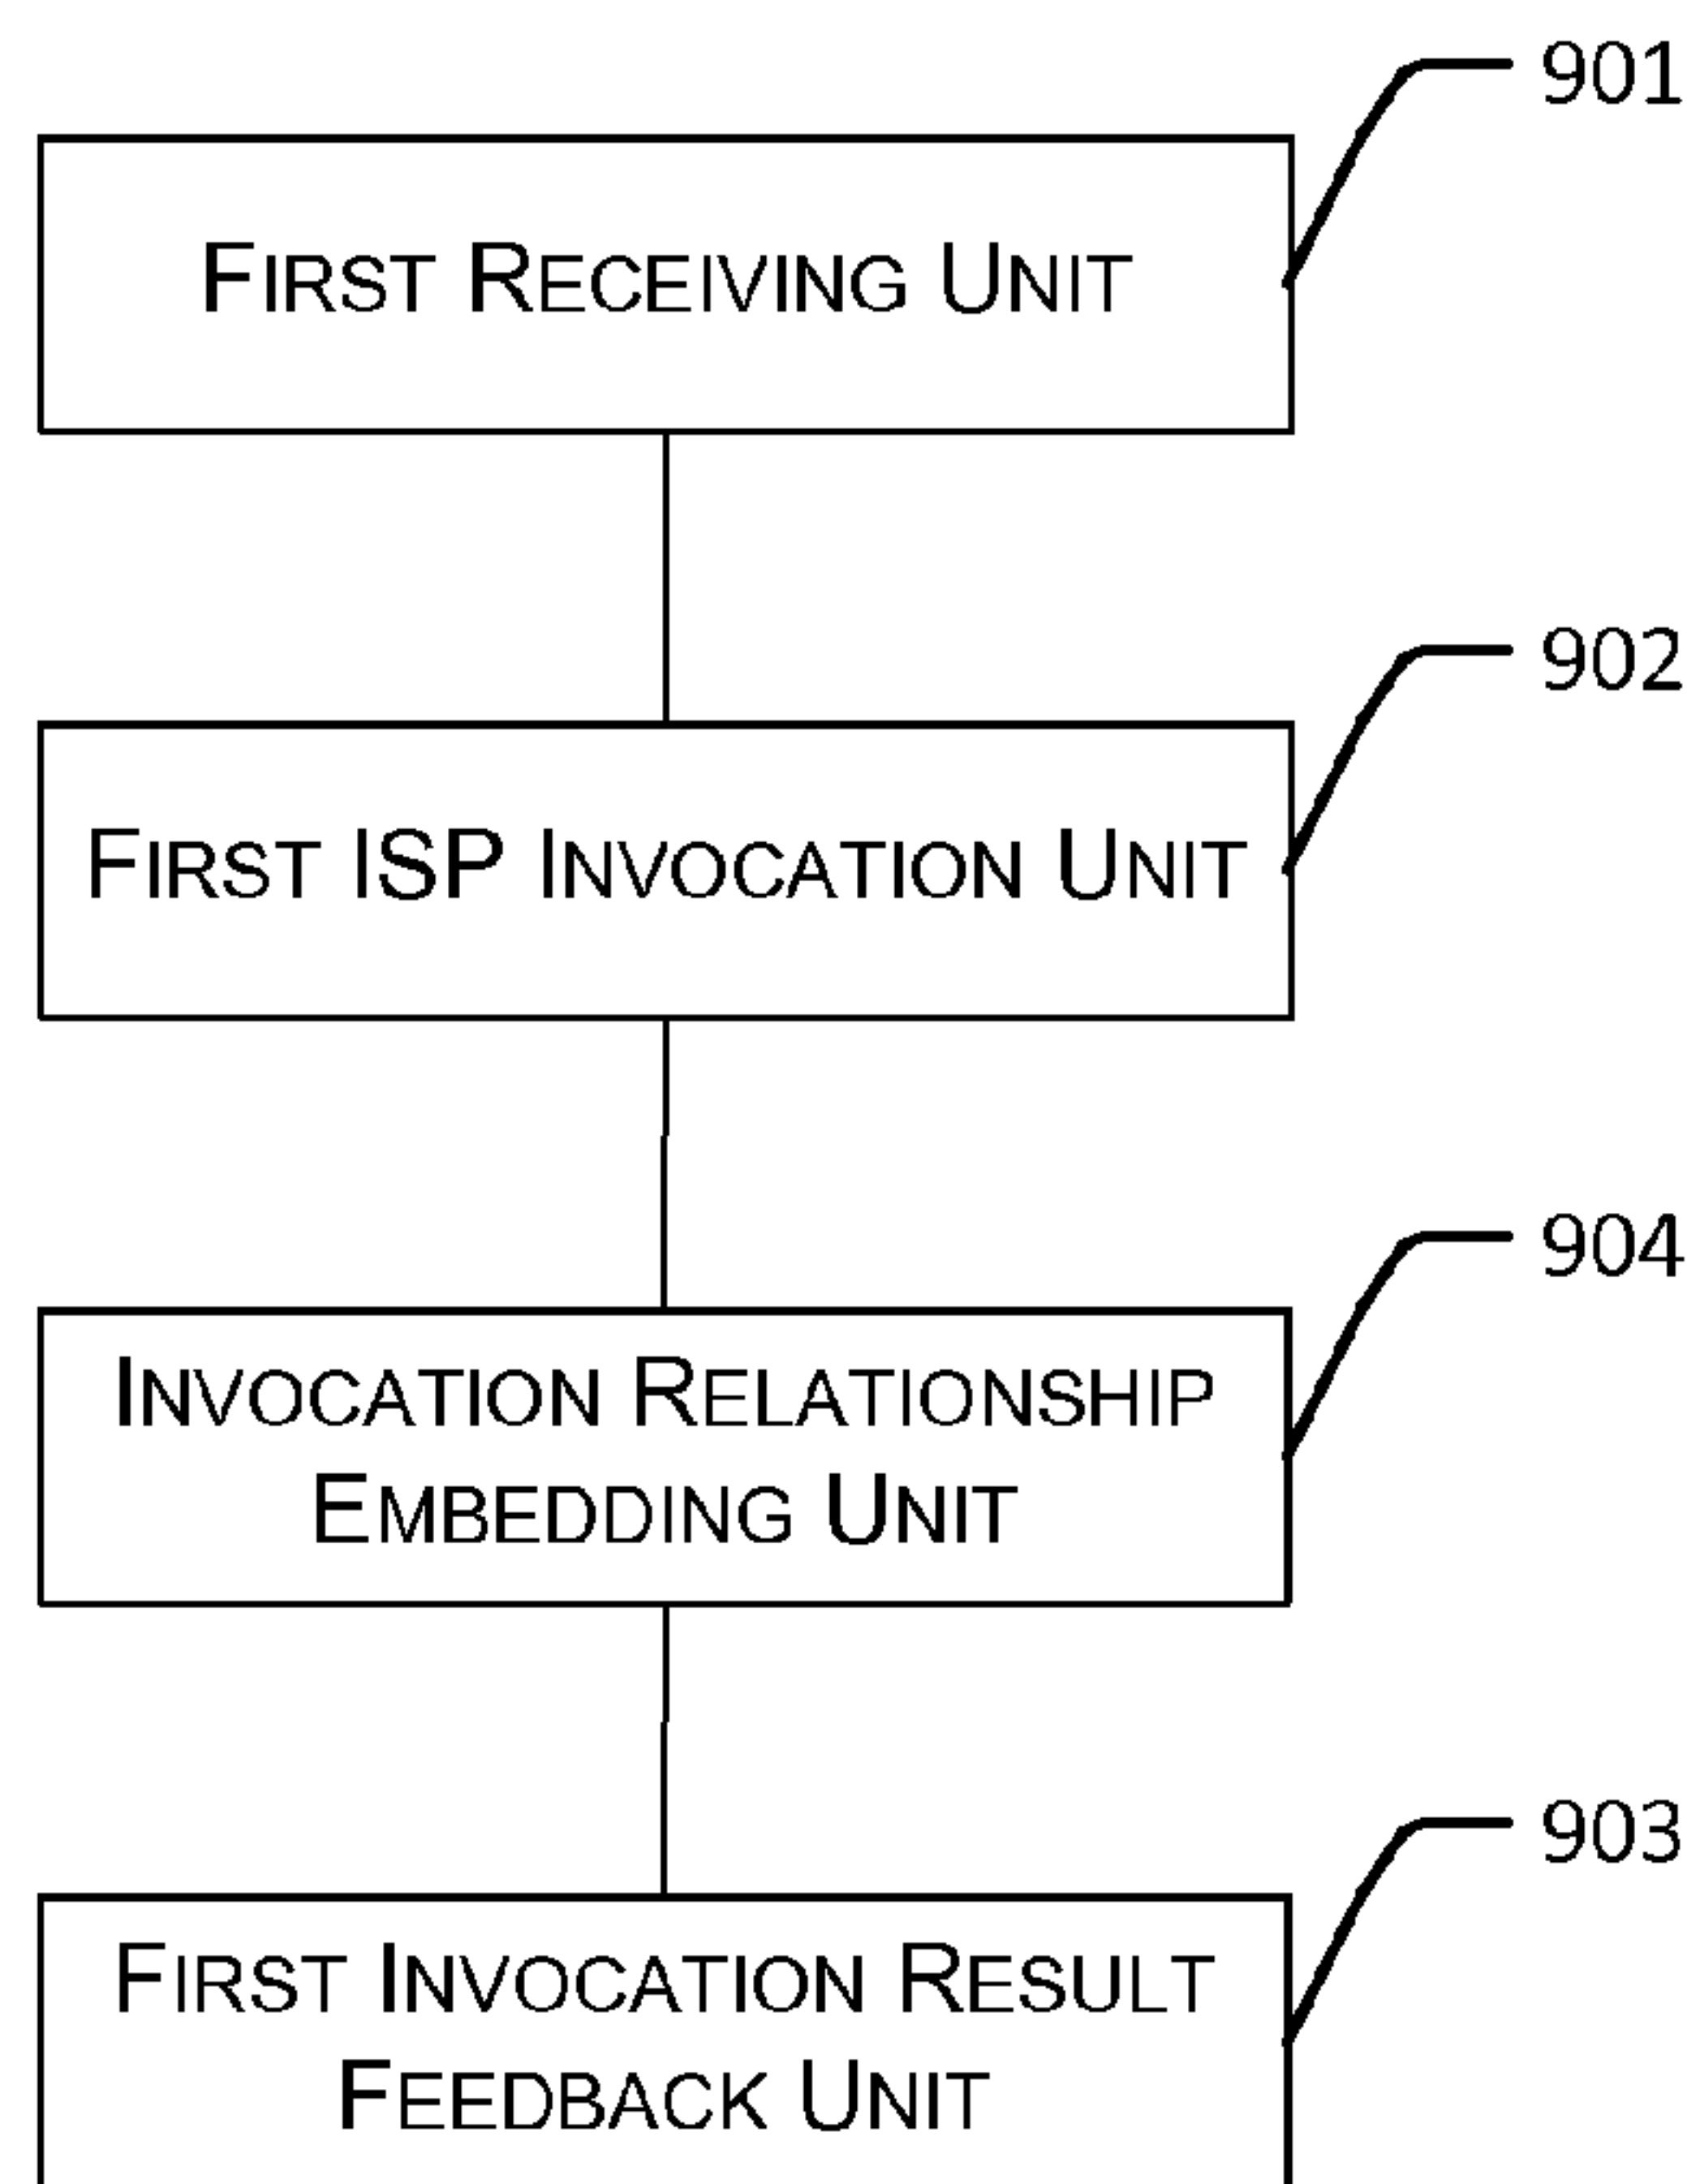 901
First Receiving Unit
902
First ISP Invocation Unit
904
Invocation Relationship
Embedding Unit
903
First Invocation Result
Feedback Unit